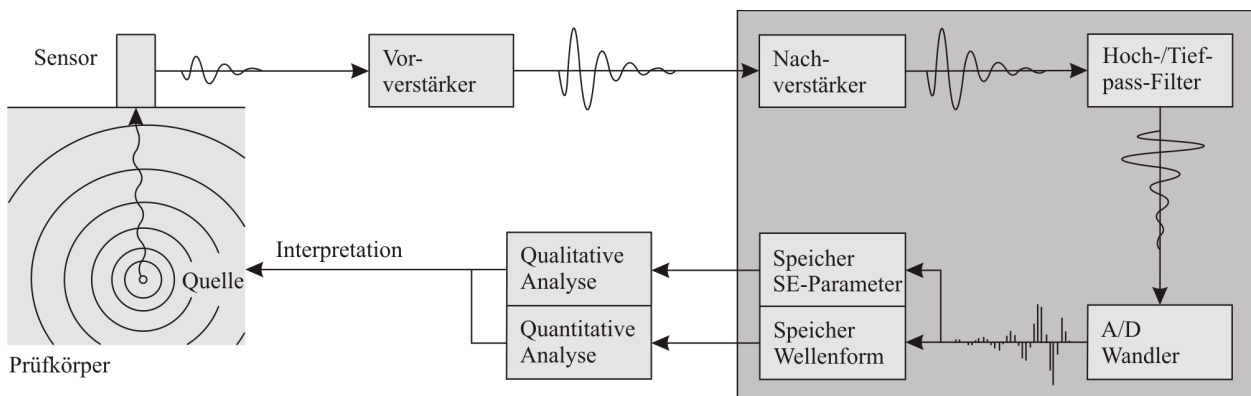 Sensor
Vor-
verstärker
Nach-
verstärker
Hoch-/Tief-
pass-Filter
Interpretation
Quelle
Qualitative
Analyse
Speicher
SE-Parameter
Quantitative
Analyse
Speicher
Wellenform
A/D
Wandler
Prüfkörper